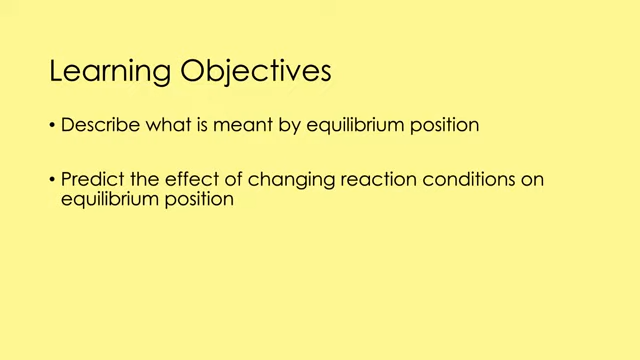 Learning Objectives
• Describe what is meant by equilibrium position
• Predict the effect of changing reaction conditions on
equilibrium position